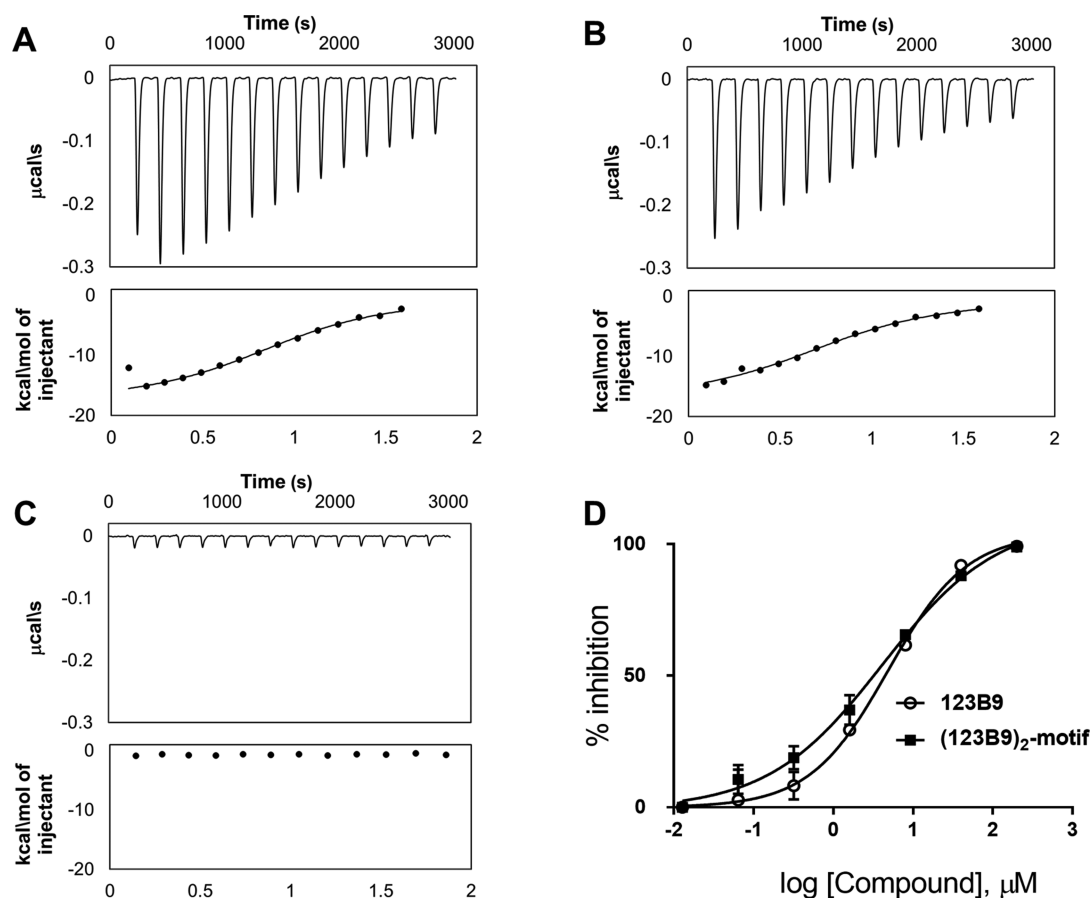 A
Time (s)
0 1000 2000 3000
0
-0.1
-0.2
-0.3
μcal\s
0
-10
-20
kcal\mol of
injectant
0 0.5 1 1.5 2
B
Time (s)
0 1000 2000 3000
0
-0.1
-0.2
-0.3
μcal\s
0
-10
-20
kcal\mol of
injectant
0 0.5 1 1.5 2
C
Time (s)
0 1000 2000 3000
0
-0.1
-0.2
-0.3
μcal\s
0
-10
-20
kcal\mol of
injectant
0 0.5 1 1.5 2
D
100
50
0
% inhibition
123B9
(123B9)2-motif
-2 -1 0 1 2 3
log [Compound], μM